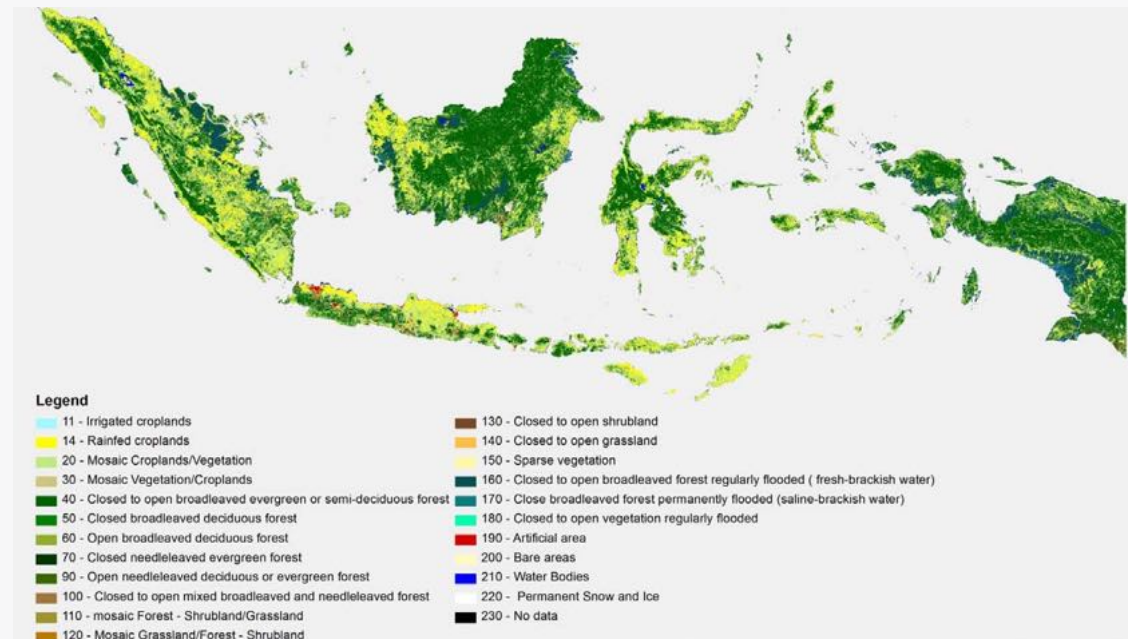 Legend
11 - Irrigated croplands
14 - Rainfed croplands
20 - Mosaic Croplands/Vegetation
30 - Mosaic Vegetation/Croplands
40 - Closed to open broadleaved evergreen or semi-deciduous forest
50 - Closed broadleaved deciduous forest
60 - Open broadleaved deciduous forest
70 - Closed needleleaved evergreen forest
90 - Open needleleaved deciduous or evergreen forest
100 - Closed to open mixed broadleaved and needleleaved forest
110 - mosaic Forest - Shrubland/Grassland
120 - Mosaic Grassland/Forest - Shrubland
130 - Closed to open shrubland
140 - Closed to open grassland
150 - Sparse vegetation
160 - Closed to open broadleaved forest regularly flooded ( fresh-brackish water)
170 - Close broadleaved forest permanently flooded (saline-brackish water)
180 - Closed to open vegetation regularly flooded
190 - Artificial area
200 - Bare areas
210 - Water Bodies
220 - Permanent Snow and Ice
230 - No data